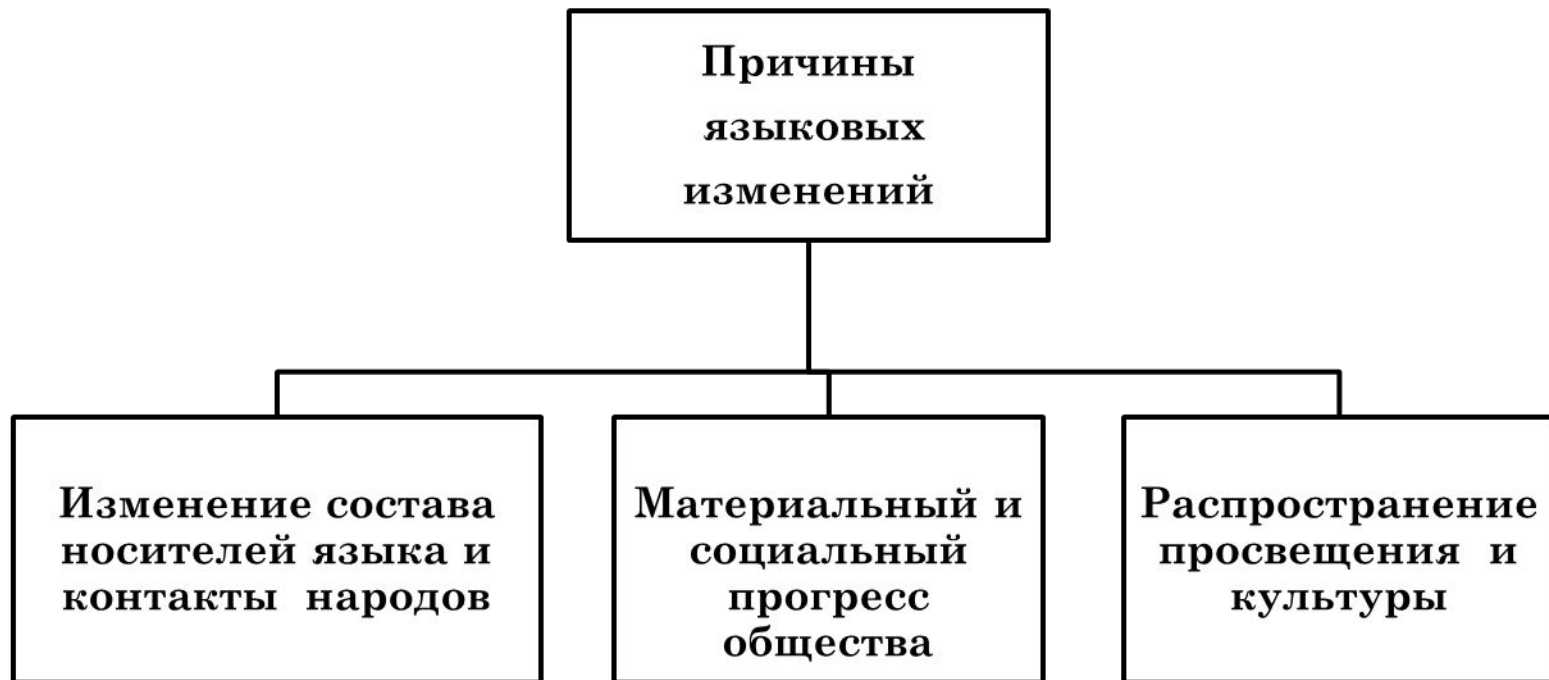 Причины
языковых
изменений
Изменение состава
носителей языка и
контакты народов
Материальный и
социальный
прогресс
общества
Распространение
просвещения и
культуры